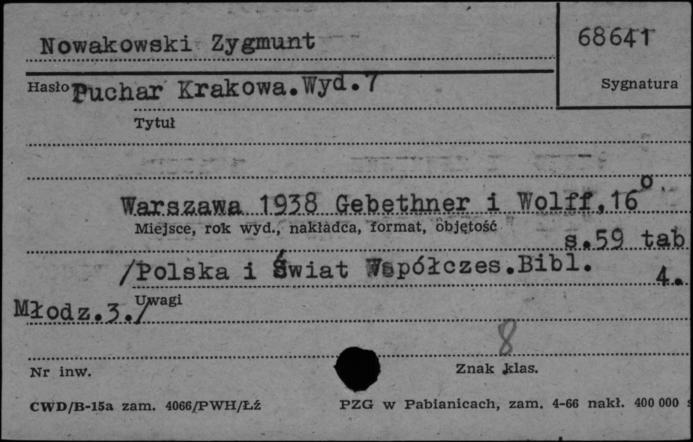 Nowakowski Zygmunt
68641
Hasło
Puchar Krakowa.Wyd.7
Sygnatura
Tytuł
Warszawa 1938 Gebethner i Wolff,16°
Miejsce, rok wyd., nakładca, format, objętość
s.59 tab
/Polska i Świat Współczes.Bibl.
4.
Uwagi
Młodz.3./
8
Nr inw.
Znak klas.
CWD/B-15a zam. 4066/PWH/Łź
PZG w Pabianicach, zam. 4-66 nakł. 400 000 s